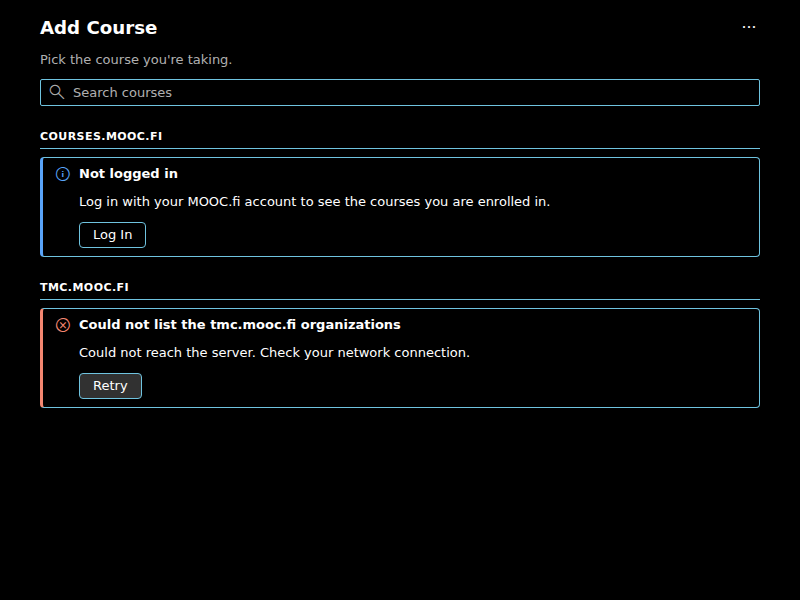 Add Course
Pick the course you're taking.
Search courses
COURSES.MOOC.FI
Not logged in
Log in with your MOOC.fi account to see the courses you are enrolled in.
Log In
TMC.MOOC.FI
Could not list the tmc.mooc.fi organizations
Could not reach the server. Check your network connection.
Retry